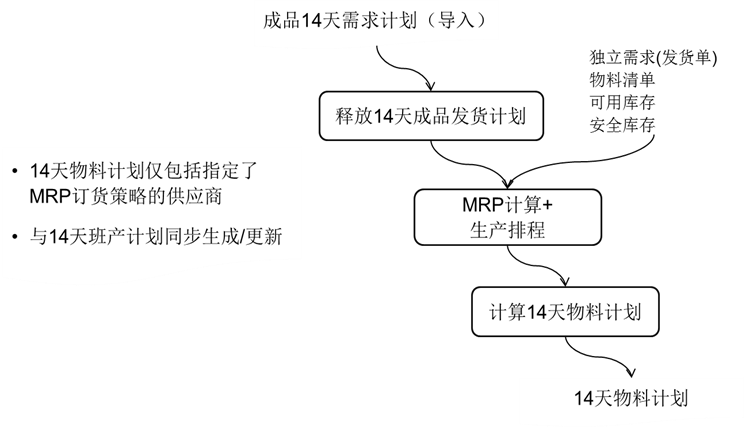 成品14天需求计划（导入）
独立需求(发货单)
物料清单
可用库存
安全库存
释放14天成品发货计划
• 14天物料计划仅包括指定了
MRP订货策略的供应商
• 与14天班产计划同步生成/更新
MRP计算+
生产排程
计算14天物料计划
14天物料计划